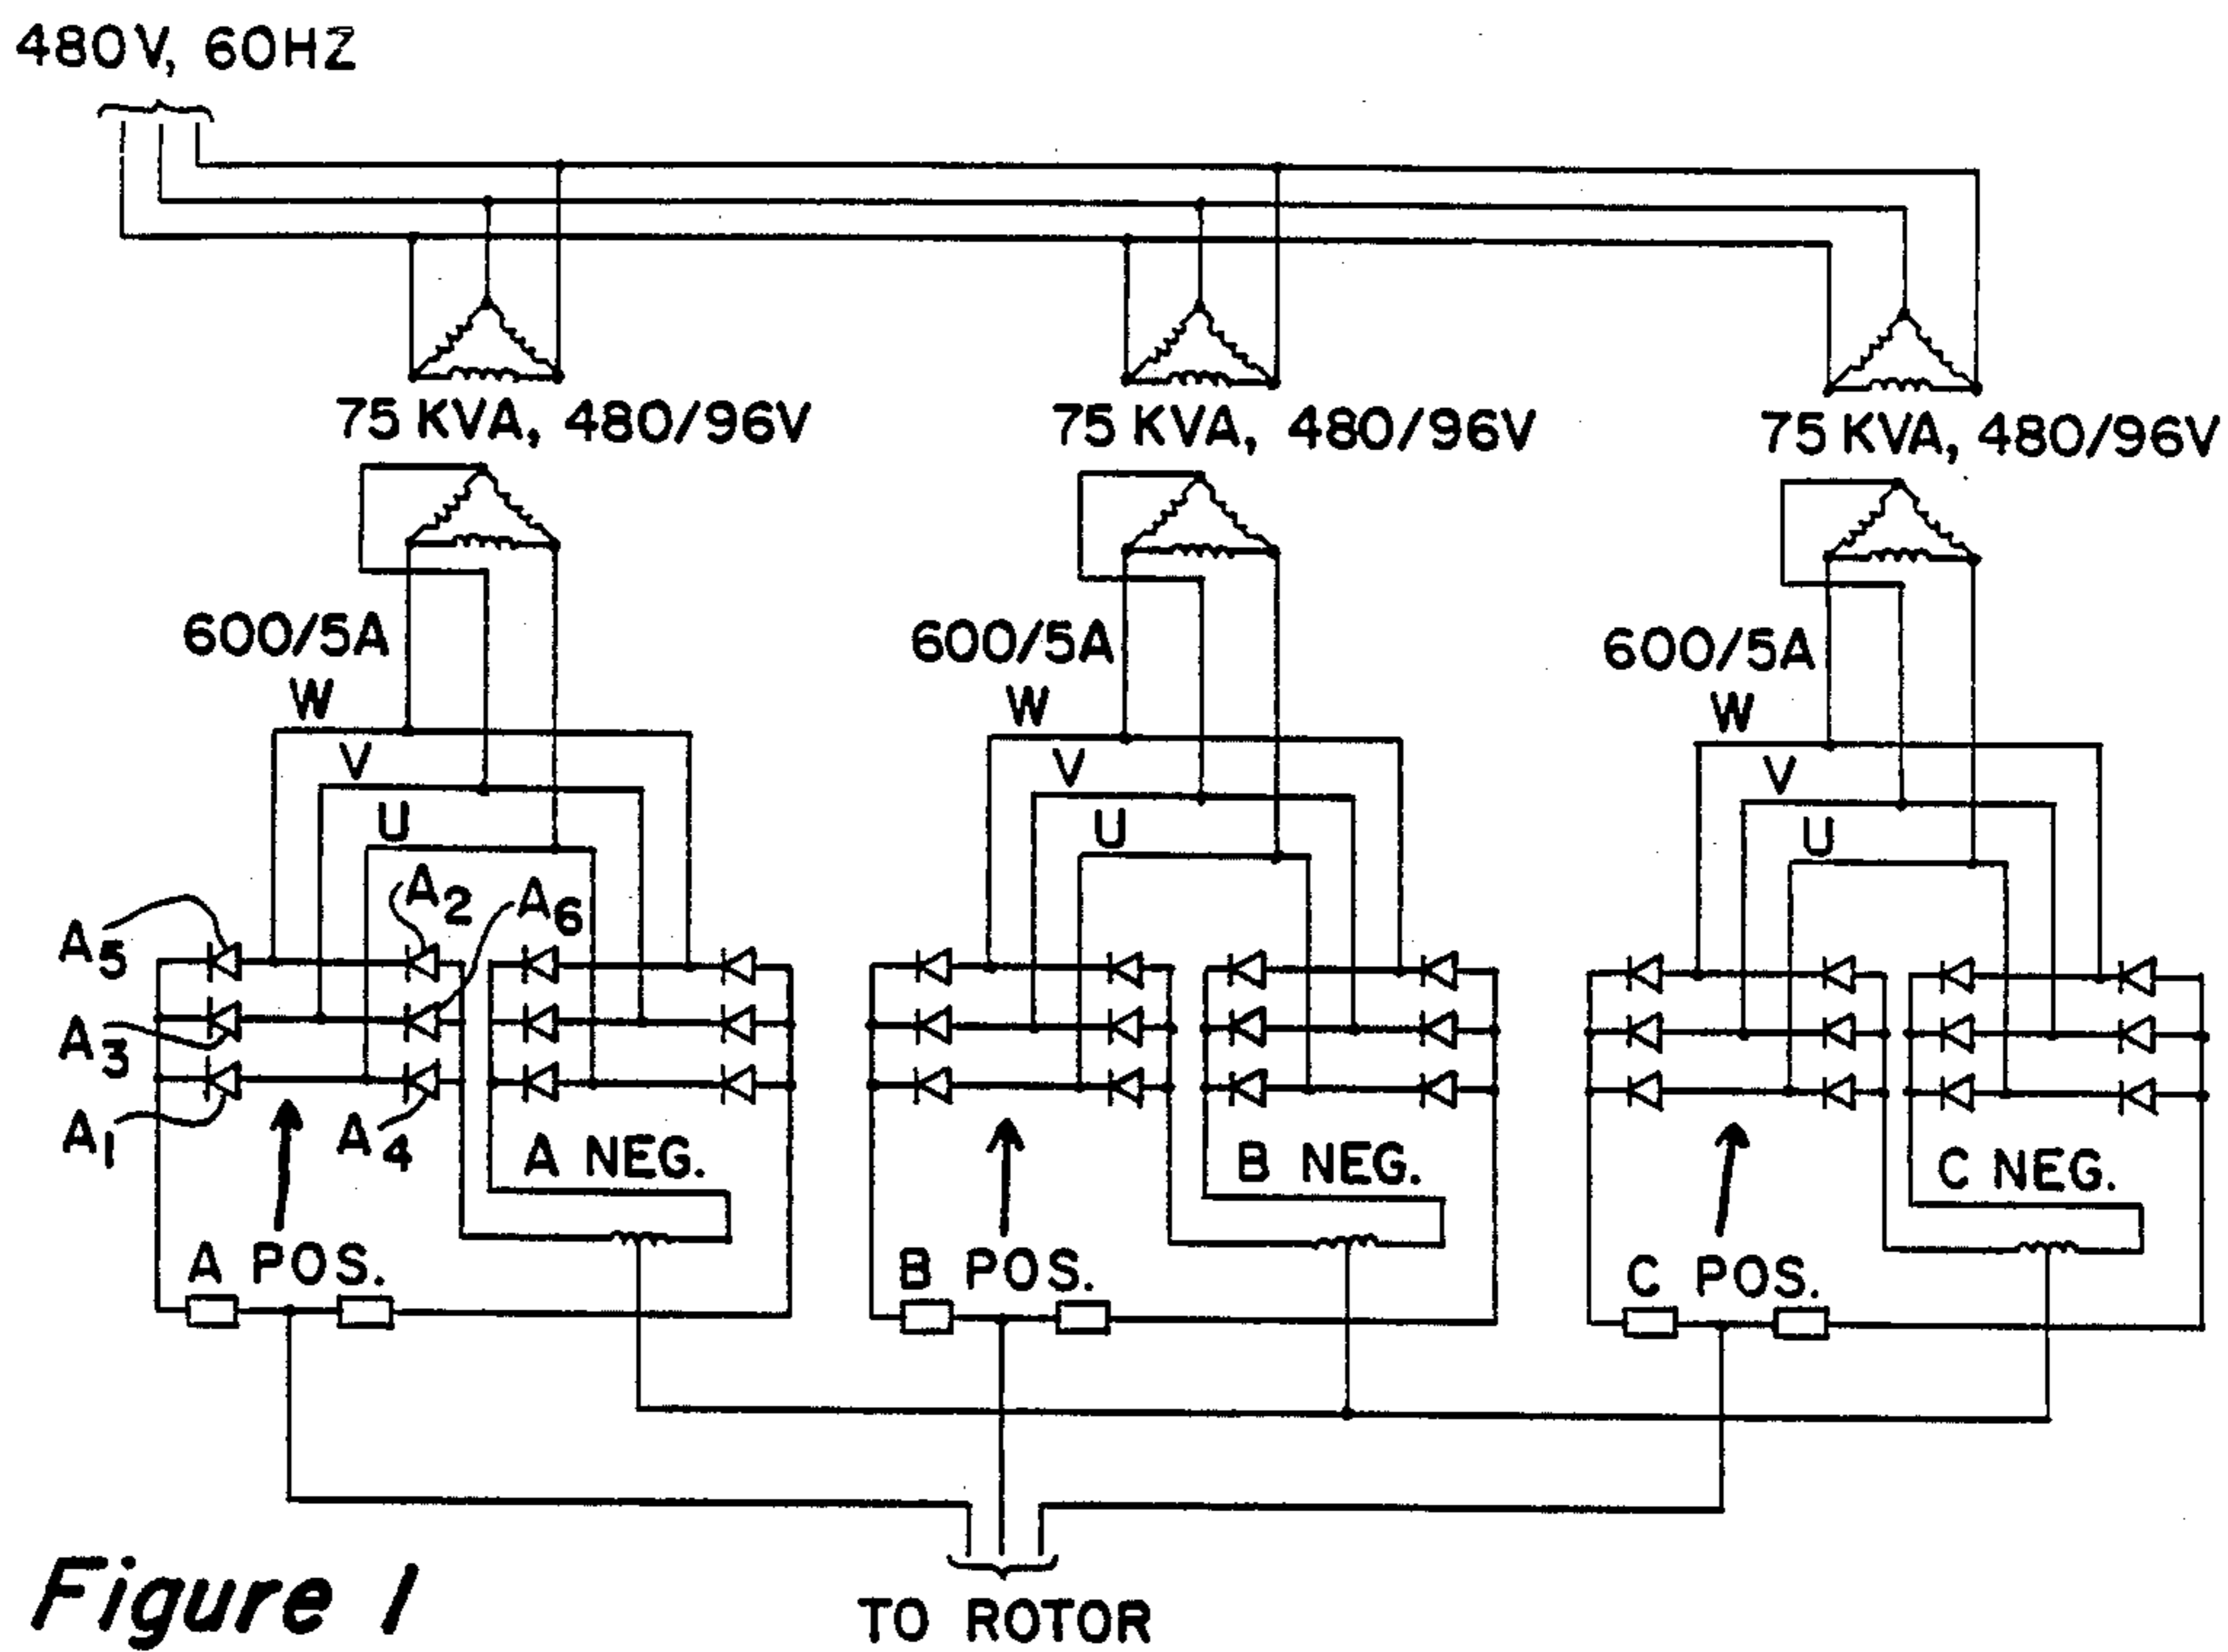 480V, 60HZ
75 KVA, 480/96V
75 KVA, 480/96V
75 KVA, 480/96V
600/5A
600/5A
600/5A
W
W
W
V
V
V
U
U
U
A2
A6
A5
A3
A1
A4
A NEG.
B NEG.
C NEG.
A POS.
B POS.
C POS.
Figure 1
TO ROTOR